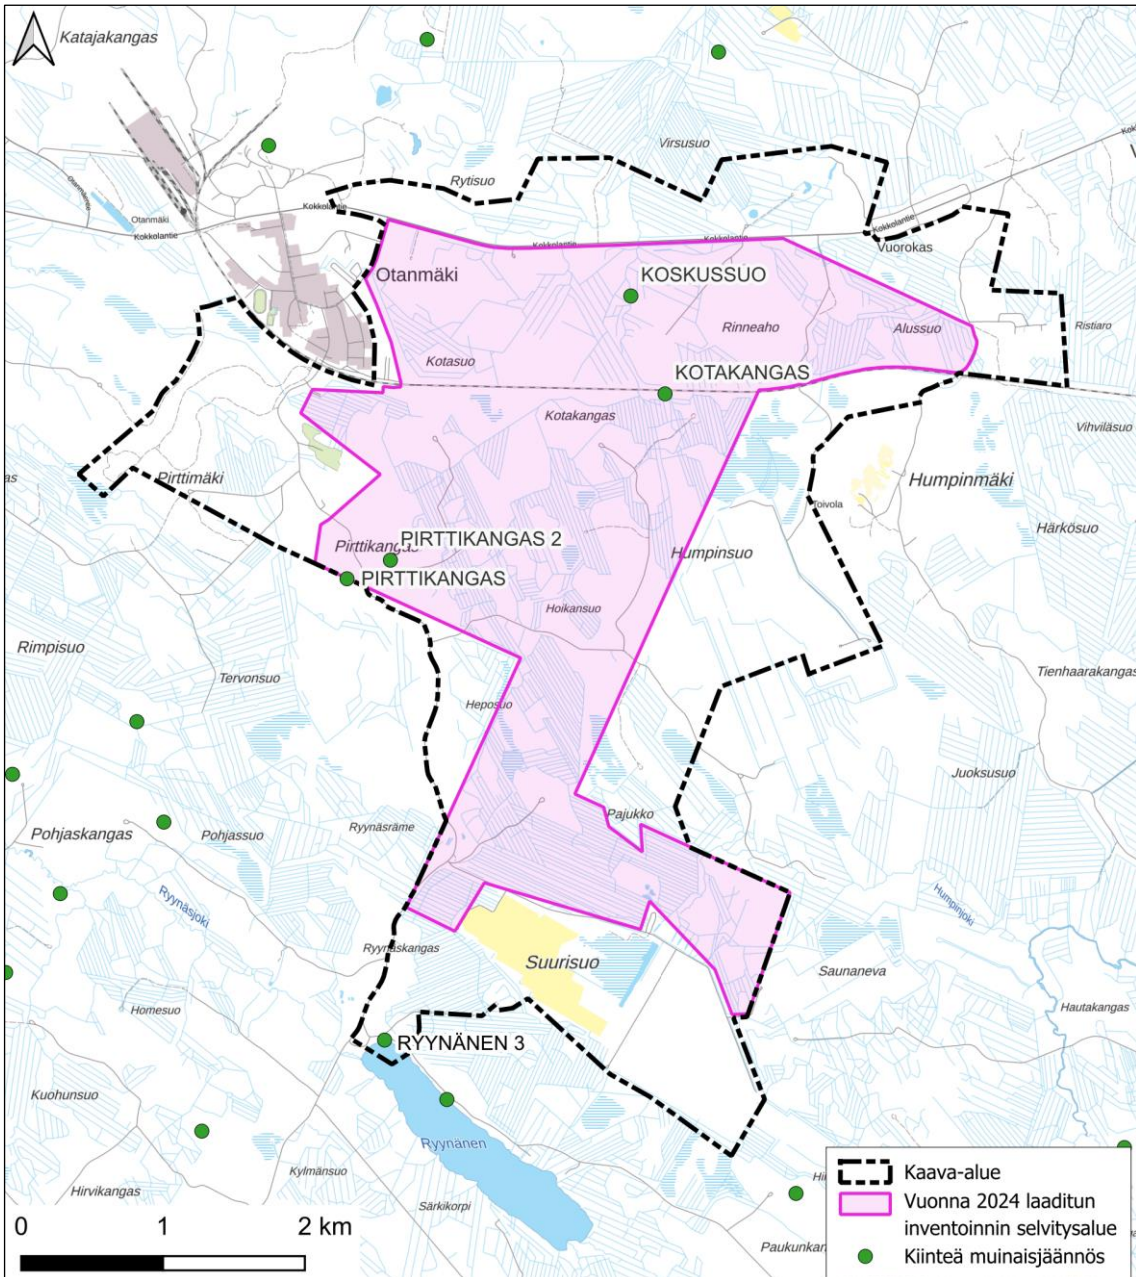 Katajakangas
Virsusuo
Rytisuo
Otanmäentie
Otanmäki
Kokkolantie
Kokkolantie
Kokkolantie
Kokkolantie
Kokkolantie
Vuorokas
Otanmäki
KOSKUSSUO
Rinneaho
Alussuo
Ristiaro
Kotasuo
KOTAKANGAS
Kotakangas
Vihviläsuo
Pirttimäki
Humpinmäki
Toivola
Härkösuo
PIRTTIKANGAS 2
Pirttikangas
Humpinsuo
PIRTTIKANGAS
Hoikansuo
Rimpisuo
Tervonsuo
Tienhaarakangas
Heposuo
Juoksusuo
Pajukko
Pohjaskangas
Pohjassuo
Ryynäsräme
Ryynäsjoki
Humpinjoki
Ryynäskangas
Suurisuo
Saunaneva
Homesuo
Hautakangas
RYYNÄNEN 3
Kuohunsuo
Ryynänen
Kylmänsuo
Hirvikangas
Särkikorpi
Paukunkan
0 1 2 km
Kaava-alue
Vuonna 2024 laaditun
inventoinnin selvitysalue
Kiinteä muinaisjäännös